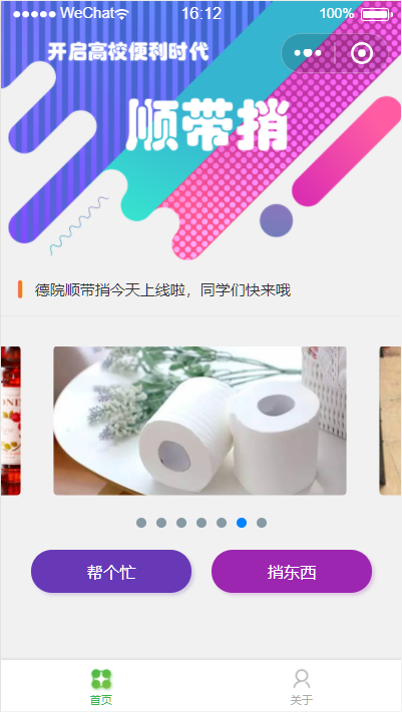 WeChat 16:12 100%
开启高校便利时代
顺带捎
德院顺带捎今天上线啦，同学们快来哦
帮个忙 捎东西
首页 关于